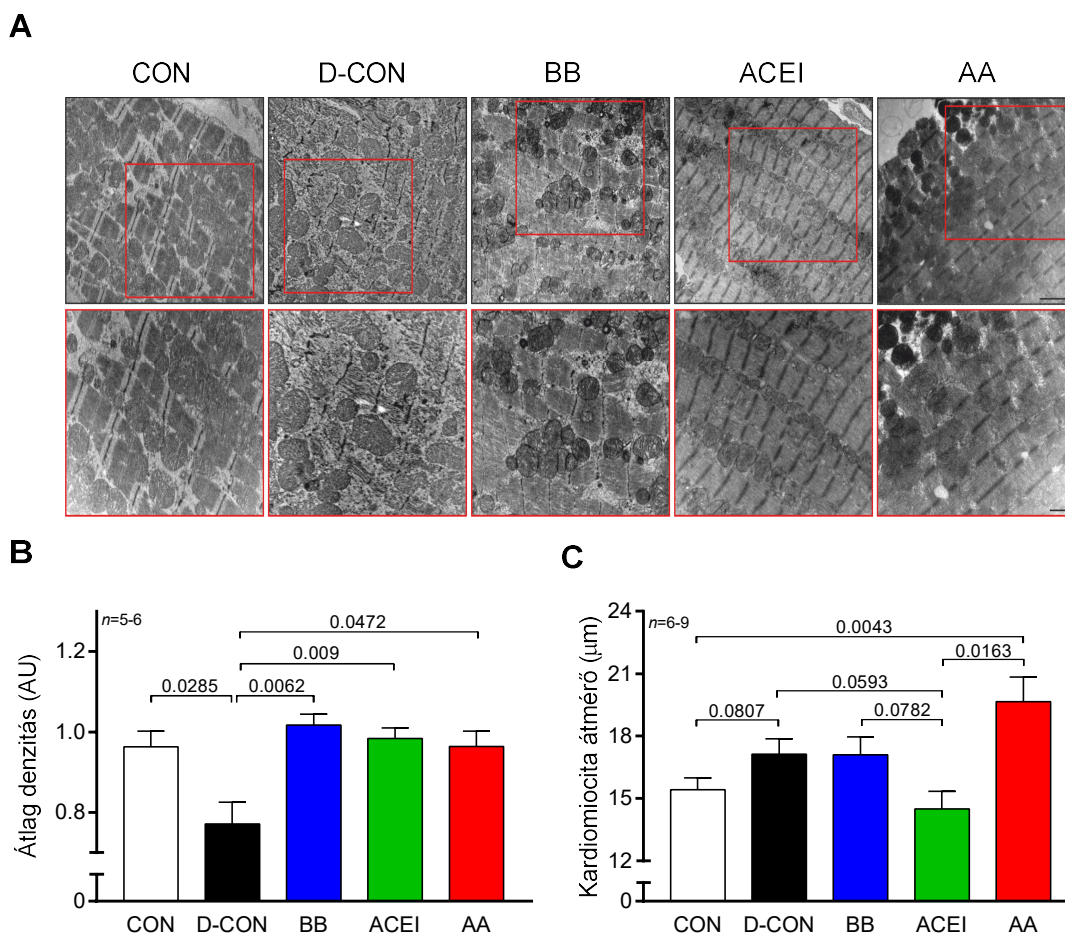 A
CON D-CON BB ACEI AA
B
Átlag denzitás (AU)
n=5-6
0.0472
0.009
0.0285 0.0062
1.2
1.0
0.8
0
CON D-CON BB ACEI AA
C
Kardiomiocita átmérő (μm)
n=6-9
0.0043
0.0163
0.0593
0.0807 0.0782
24
21
18
15
12
0
CON D-CON BB ACEI AA